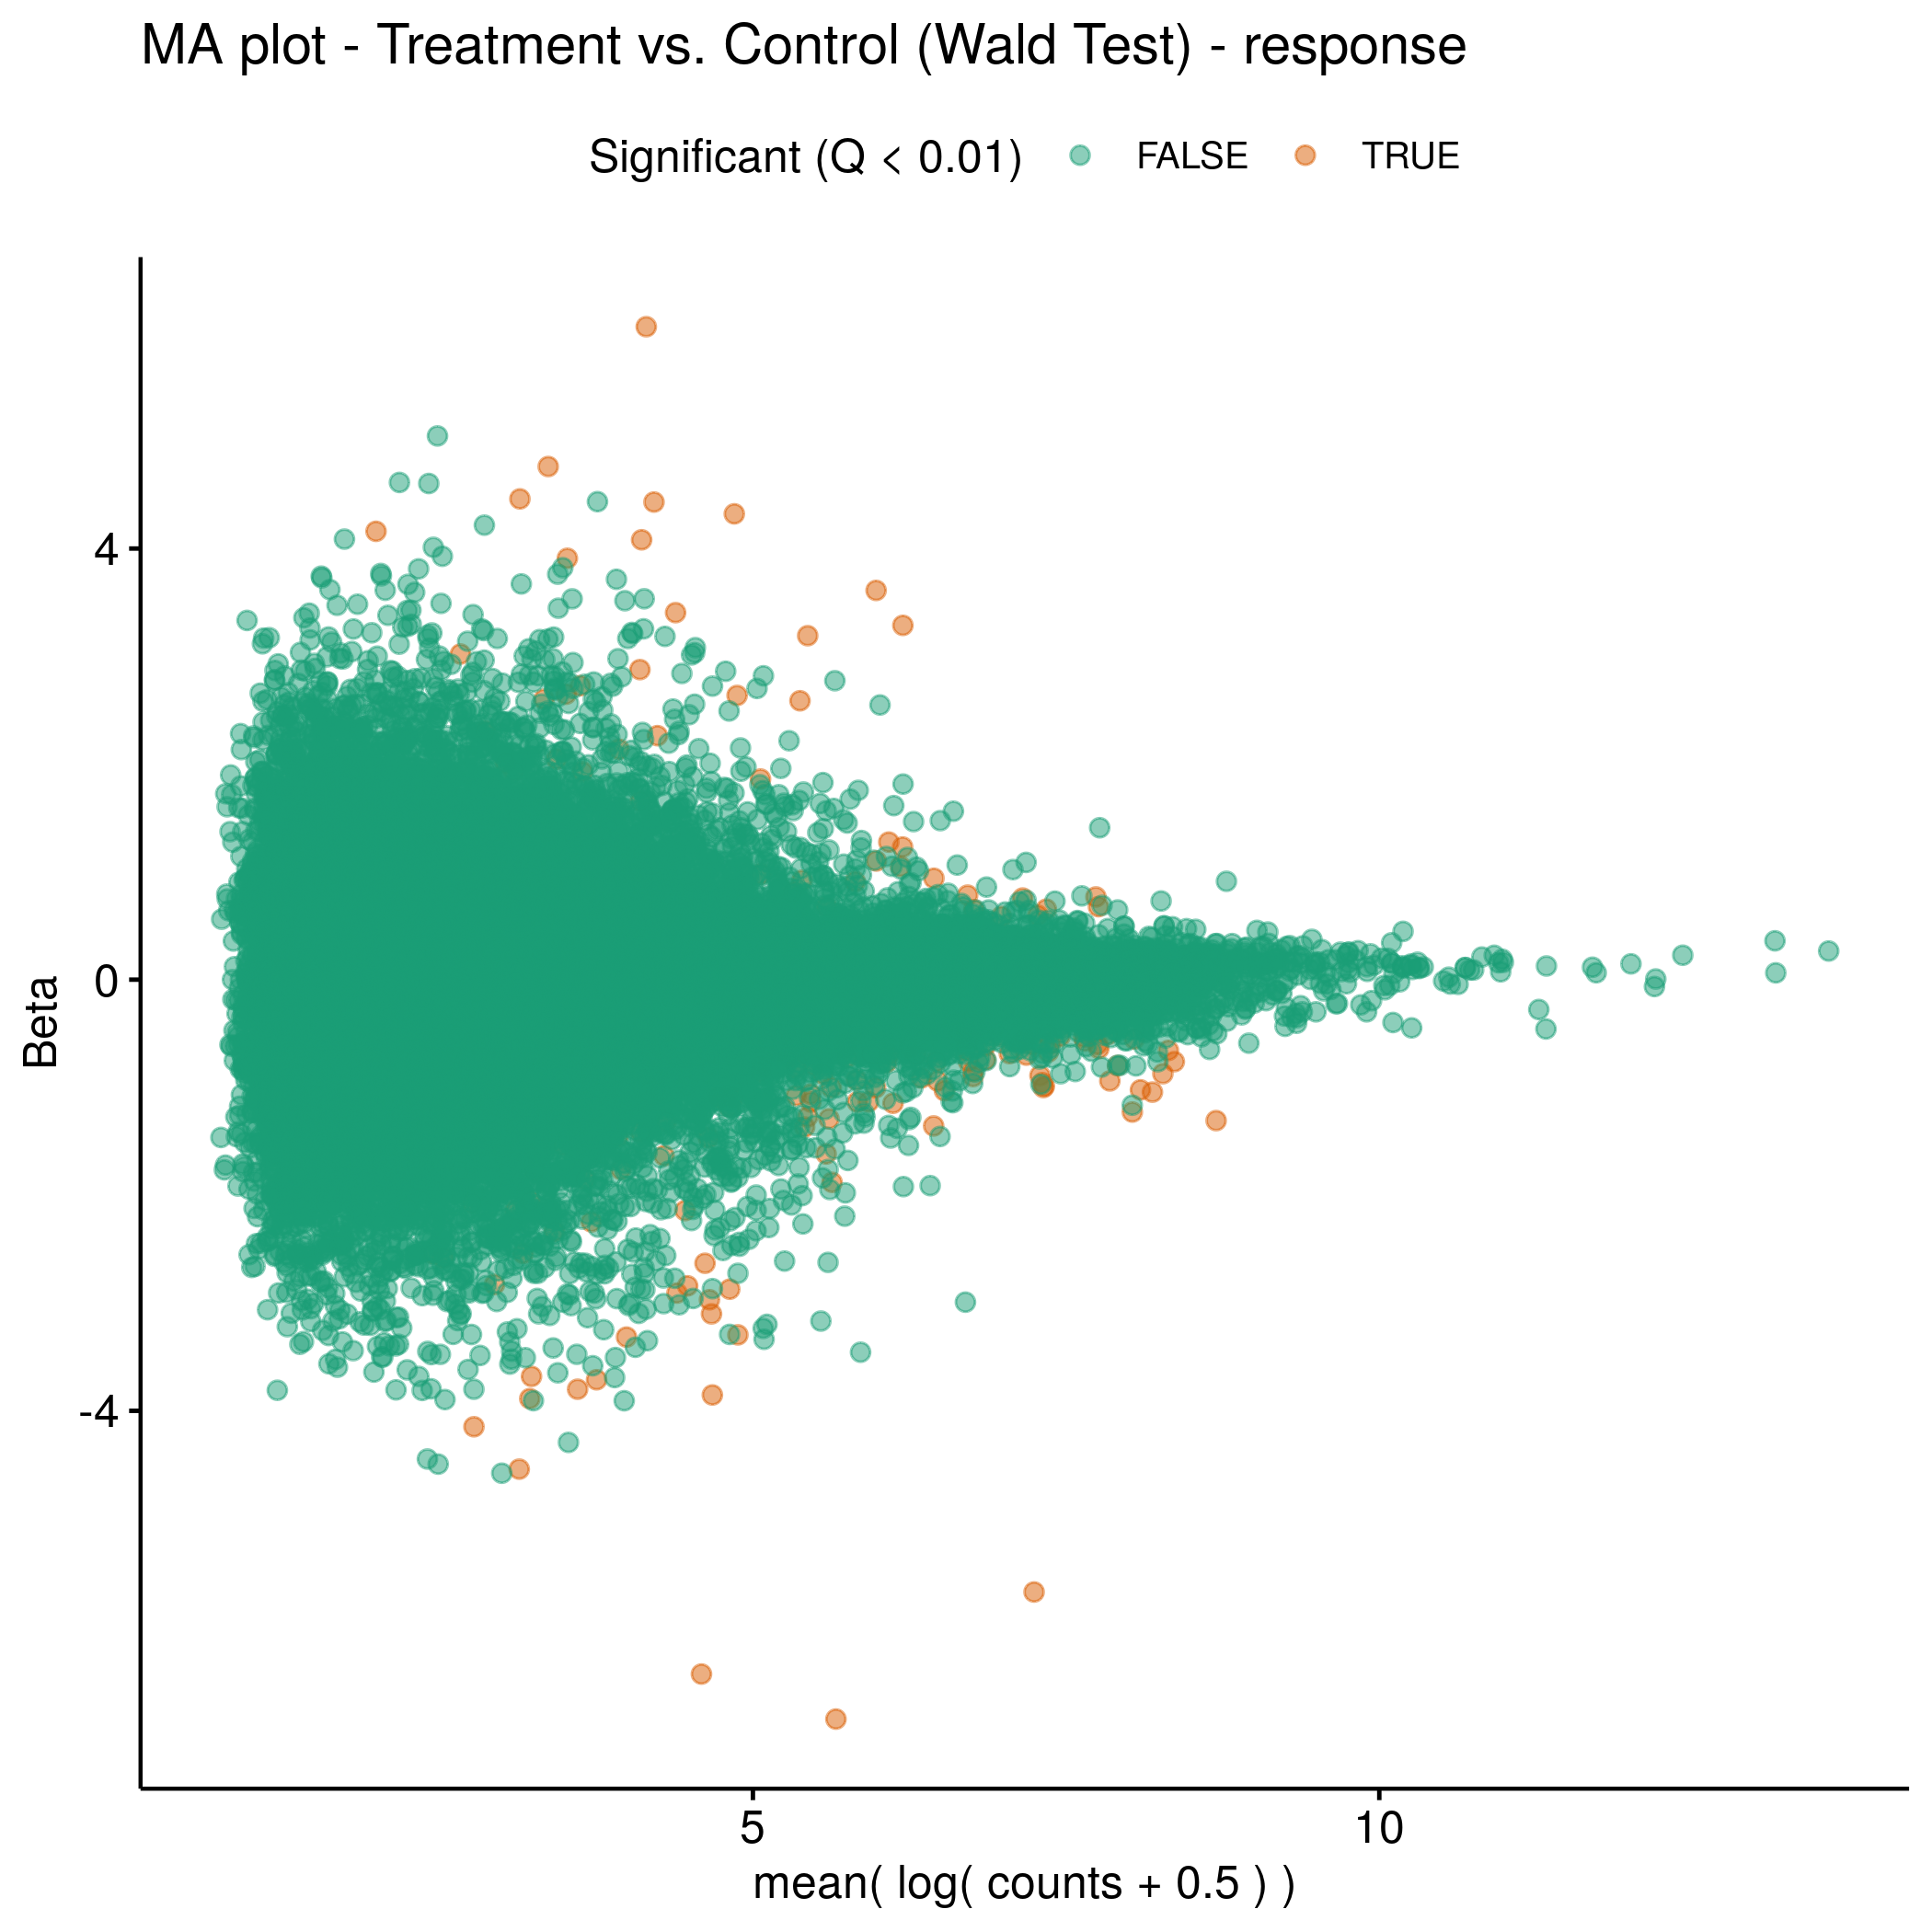 MA plot - Treatment vs. Control (Wald Test) - response
Significant (Q < 0.01) FALSE TRUE
4
0
-4
Beta
5 10
mean( log( counts + 0.5 ) )